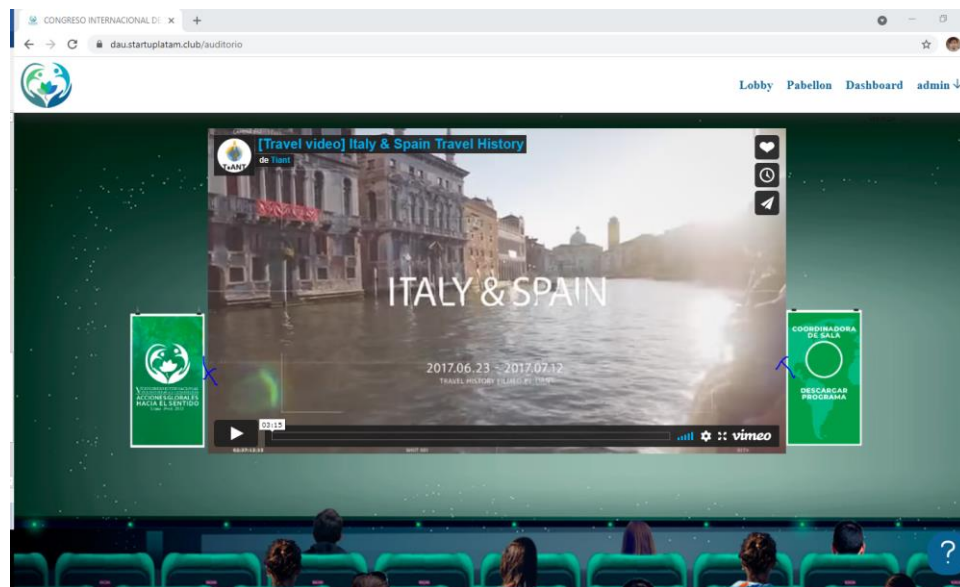 CONGRESO INTERNACIONAL DE
dau.startuplatam.club/auditorio
Lobby Pabellon Dashboard admin
[Travel video] Italy & Spain Travel History
de Tiant
TiANT
ITALY & SPAIN
2017.06.23 - 2017.07.12
TRAVEL HISTORY FILMED BY
ACCIONES GLOBALES
HACIA EL SENTIDO
COORDINADORA
DE SALA
DESCARGAR
PROGRAMA
03:15
vimeo
?